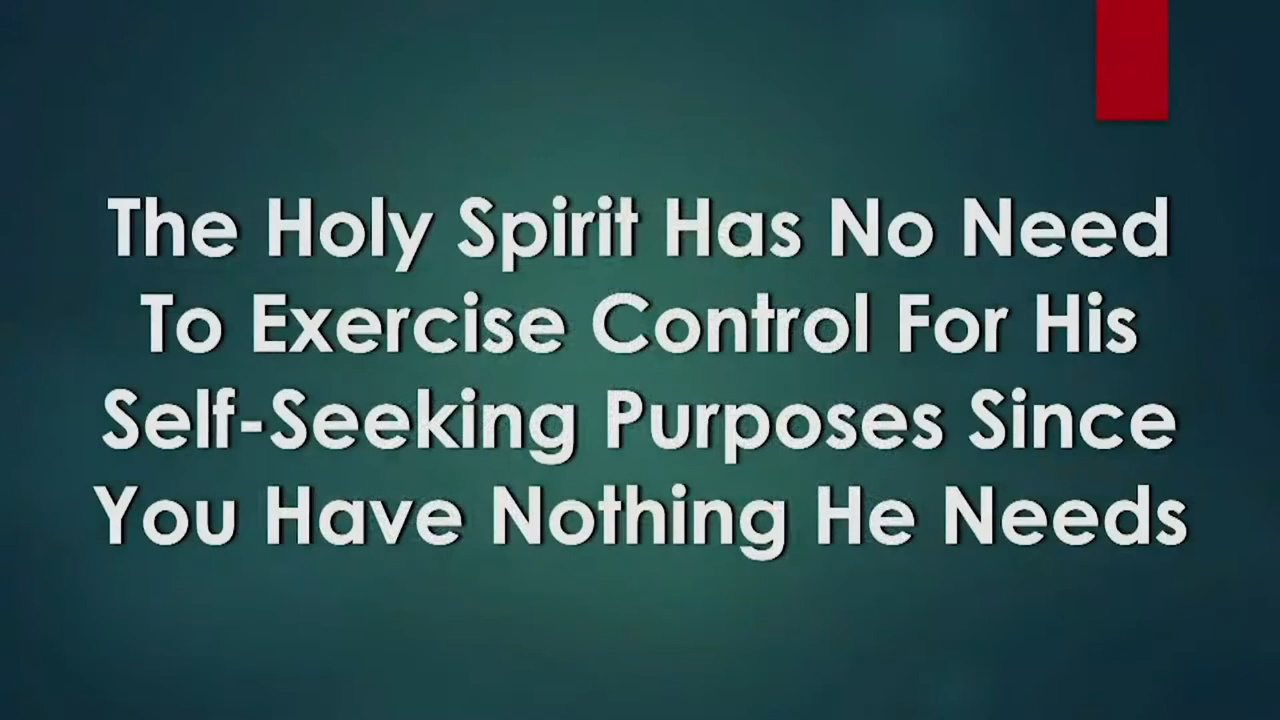 The Holy Spirit Has No Need
To Exercise Control For His
Self-Seeking Purposes Since
You Have Nothing He Needs